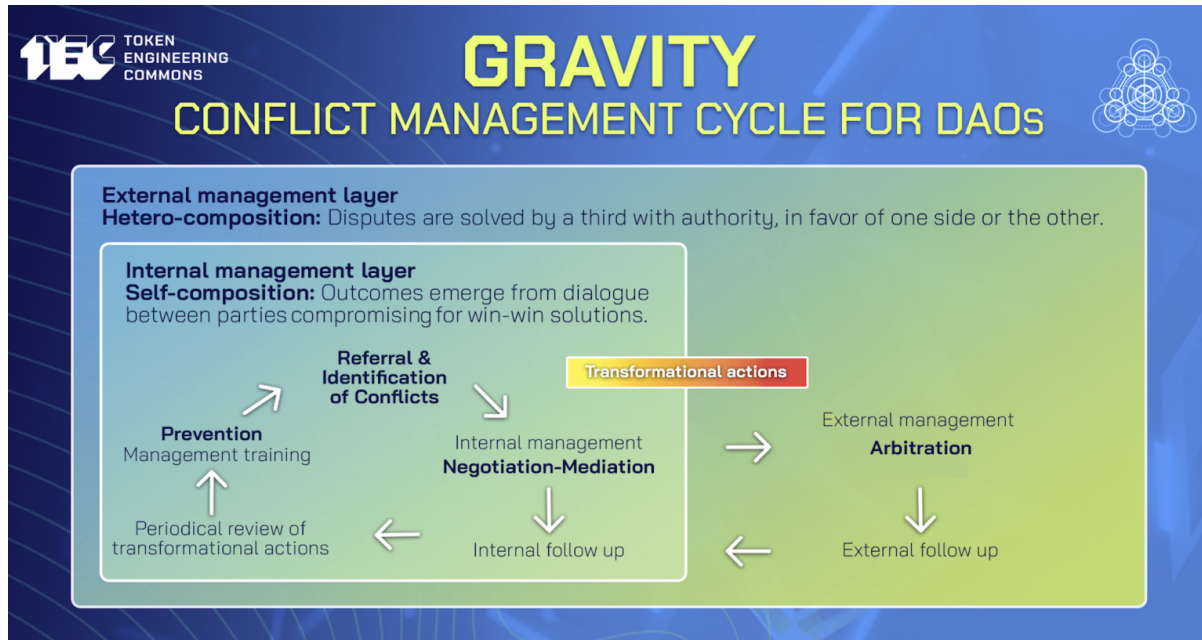 TEC
TOKEN
ENGINEERING
COMMONS
GRAVITY
CONFLICT MANAGEMENT CYCLE FOR DAOs
External management layer
Hetero-composition: Disputes are solved by a third with authority, in favor of one side or the other.
Internal management layer
Self-composition: Outcomes emerge from dialogue
between parties compromising for win-win solutions.
Referral &
Identification
of Conflicts
Transformational actions
Prevention
Management training
Internal management
Negotiation-Mediation
External management
Arbitration
Periodical review of
transformational actions
Internal follow up
External follow up